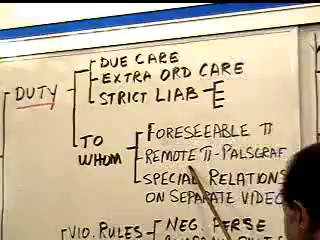 DUE CARE
DUTY
EXTRA ORD CARE
STRICT LIAB
TO WHOM
FORESEEABLE π
REMOTE π - PALSGRAF
SPECIAL RELATIONS
ON SEPARATE VIDEO
VIO. RULES - NEG. PERSE